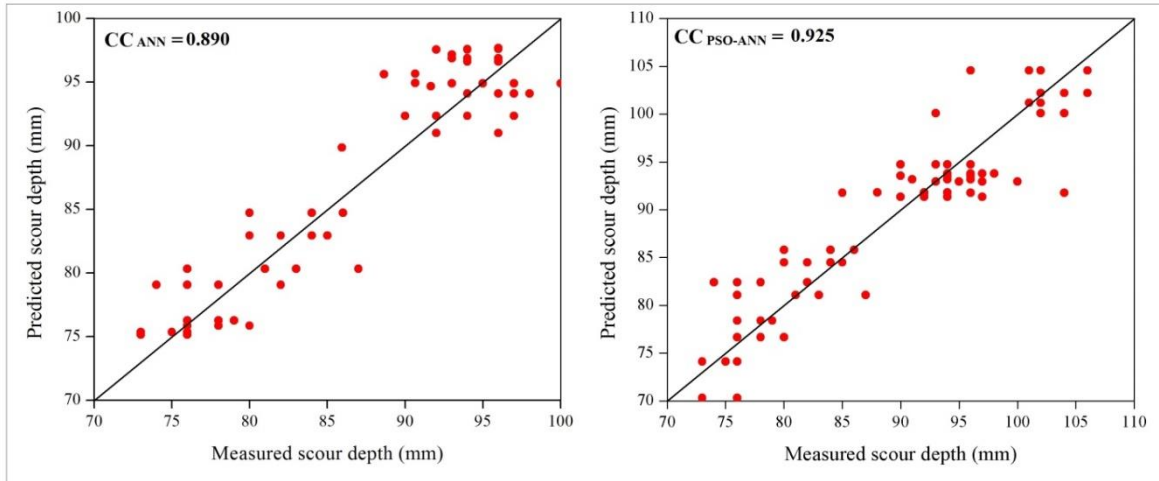 CC ANN = 0.890
100
95
90
85
80
75
70
Predicted scour depth (mm)
70 75 80 85 90 95 100
Measured scour depth (mm)
CC PSO-ANN = 0.925
110
105
100
95
90
85
80
75
70
Predicted scour depth (mm)
70 75 80 85 90 95 100 105 110
Measured scour depth (mm)